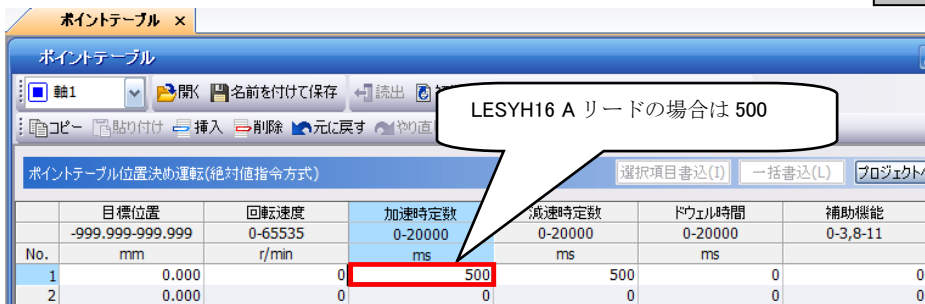 ポイントテーブル ×
ポイントテーブル
軸1 開く 名前を付けて保存 読出
LESYH16 A リードの場合は 500
コピー 貼り付け 挿入 削除 元に戻す やり直
ポイントテーブル位置決め運転(絶対値指令方式) 選択項目書込(I) 一括書込(L) プロジェクトへ
目標位置 回転速度 加速時定数 減速時定数 ドウェル時間 補助機能
-999.999-999.999 0-65535 0-20000 0-20000 0-20000 0-3,8-11
No. mm r/min ms ms ms
1 0.000 0 500 500 0 0
2 0.000 0 0 0 0 0